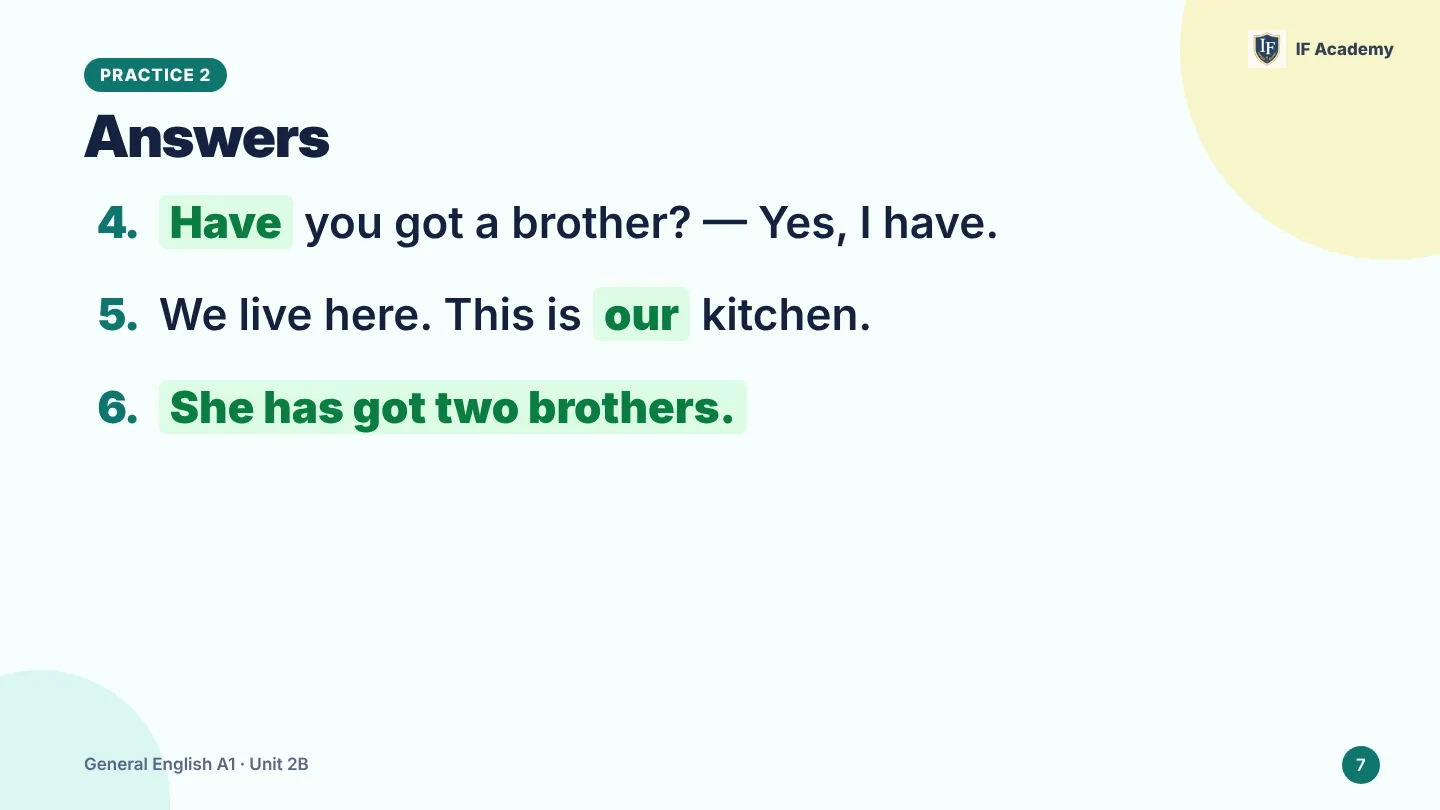 IF Academy
PRACTICE 2
Answers
4. Have you got a brother? — Yes, I have.
5. We live here. This is our kitchen.
6. She has got two brothers.
General English A1 · Unit 2B
7